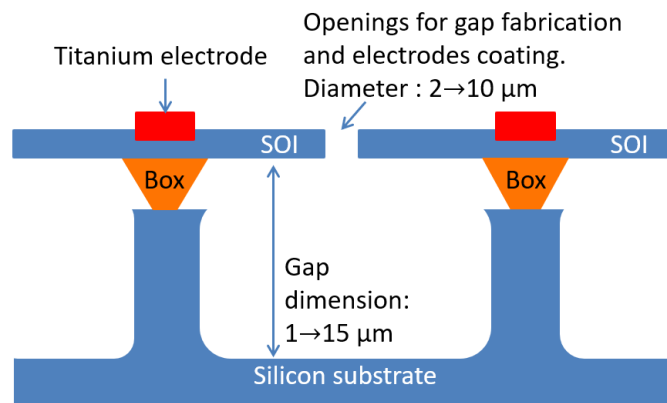 Openings for gap fabrication
and electrodes coating.
Diameter : 2→10 µm
Titanium electrode
SOI
SOI
Box
Box
Gap
dimension:
1→15 µm
Silicon substrate